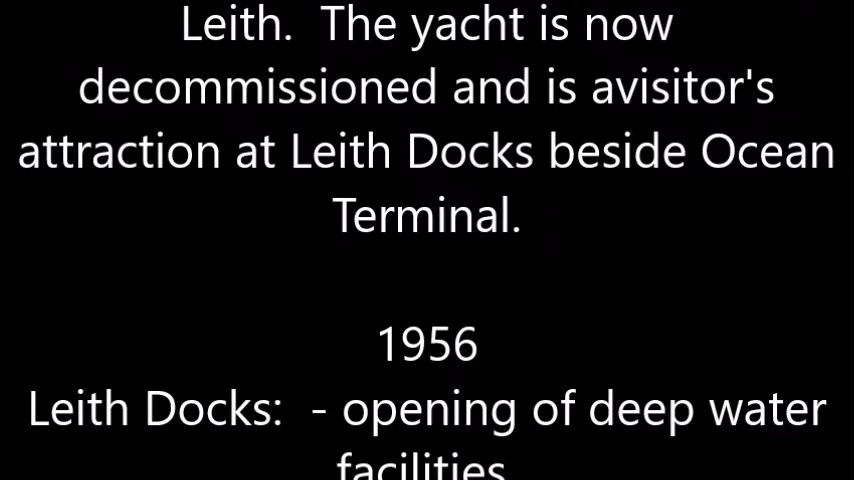 Leith.  The yacht is now
decommissioned and is avisitor's
attraction at Leith Docks beside Ocean
Terminal.
1956
Leith Docks:  - opening of deep water
facilities